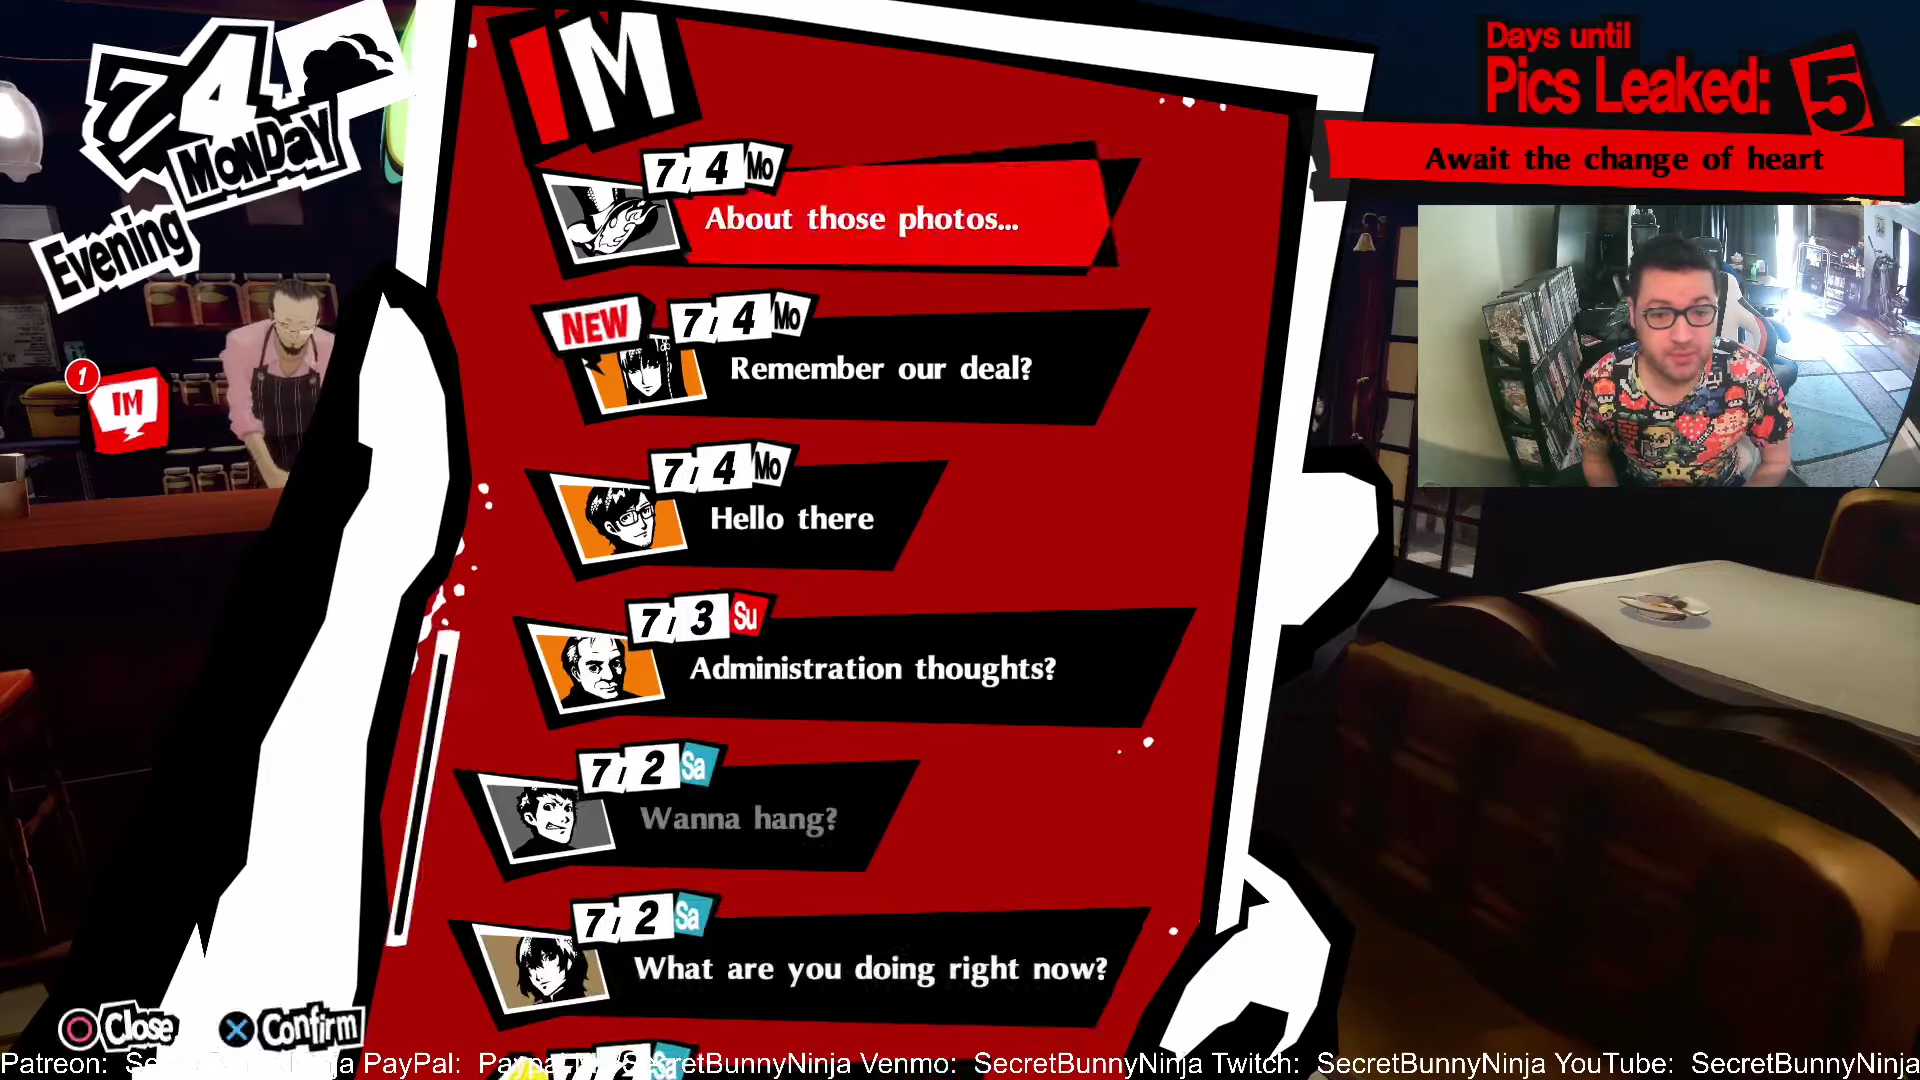 7/4
MONDAY
Evening
1
IM
IM
7/4 Mo
About those photos...
NEW
7/4 Mo
Remember our deal?
7/4 Mo
Hello there
7/3 Su
Administration thoughts?
7/2 Sa
Wanna hang?
7/2 Sa
What are you doing right now?
Days until
Pics Leaked: 5
Await the change of heart
Close Confirm
Patreon: PayPal: Venmo: SecretBunnyNinja Twitch: SecretBunnyNinja YouTube: SecretBunnyNinja